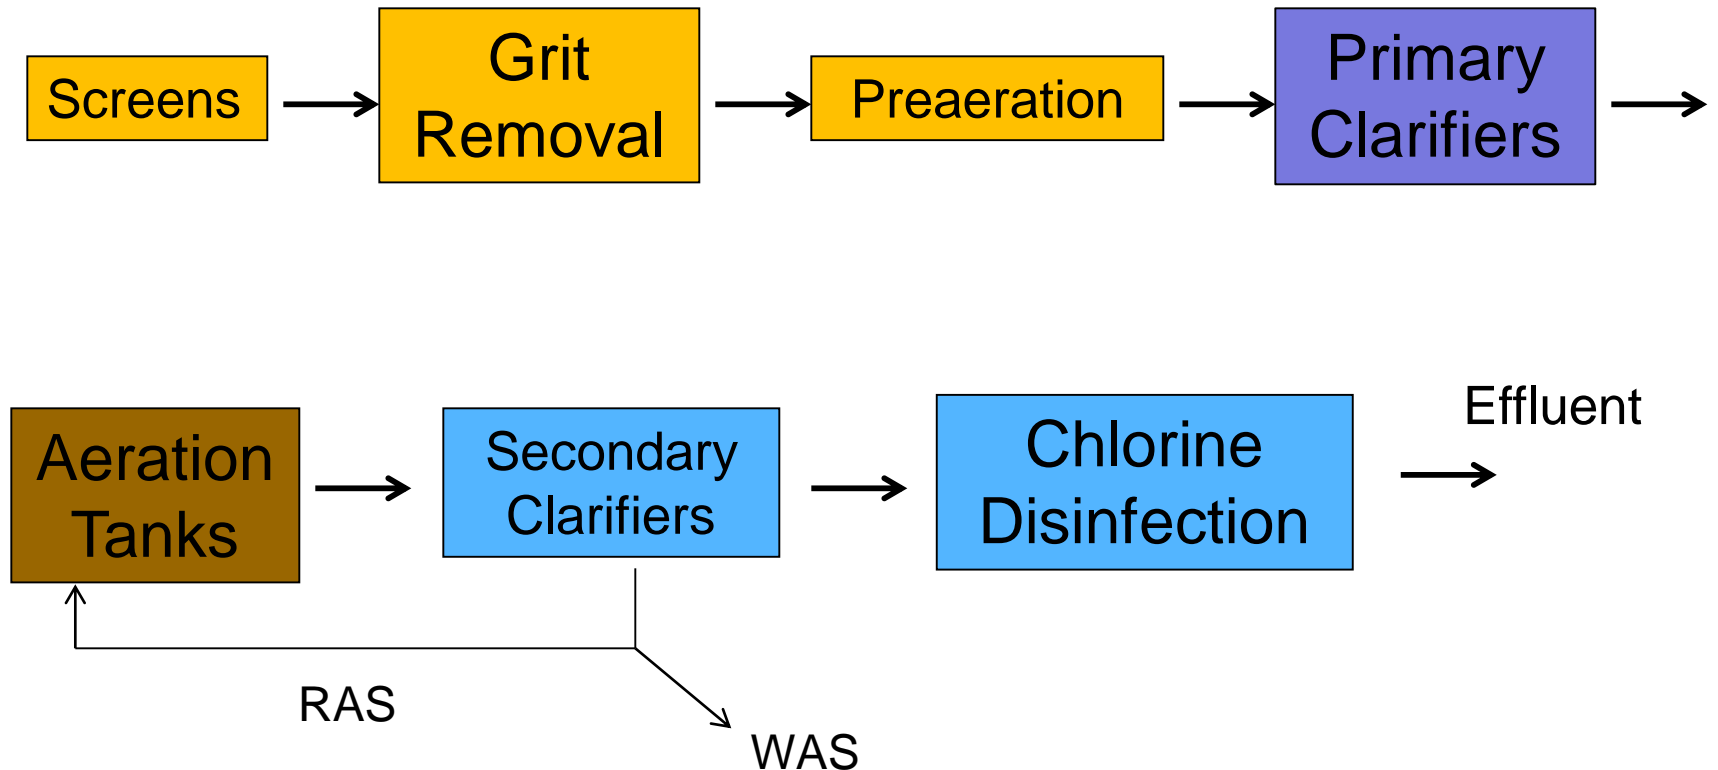 Screens
Grit
Removal
Preaeration
Primary
Clarifiers
Aeration
Tanks
Secondary
Clarifiers
Chlorine
Disinfection
Effluent
RAS
WAS